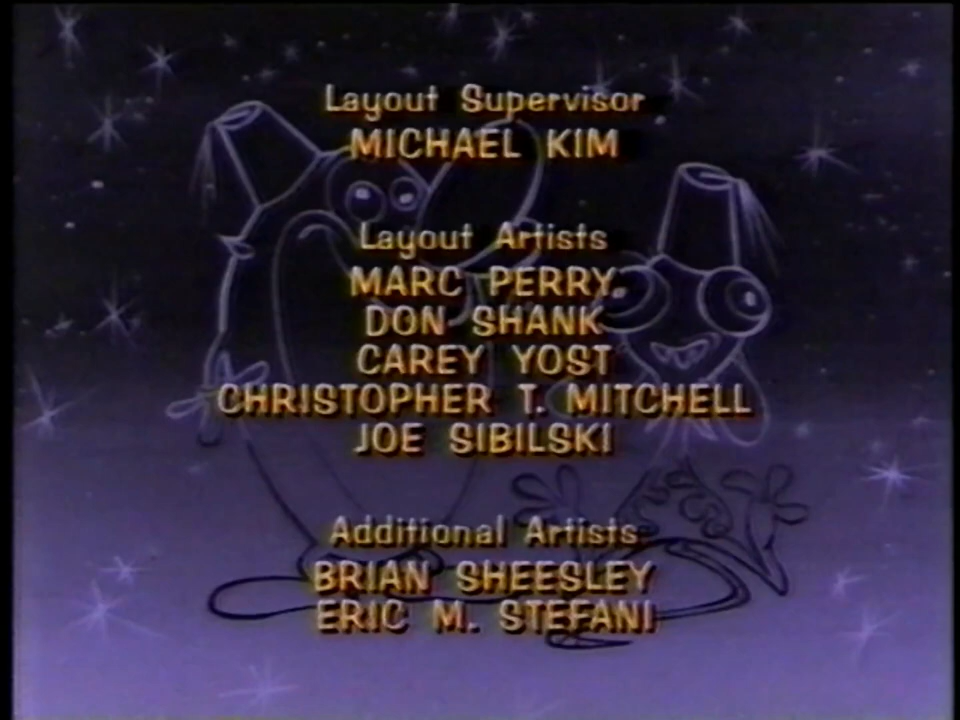 Layout Supervisor
MICHAEL KIM
Layout Artists
MARC PERRY
DON SHANK
CAREY YOST
CHRISTOPHER T. MITCHELL
JOE SIBILSKI
Additional Artists
BRIAN SHEESLEY
ERIC M. STEFANI